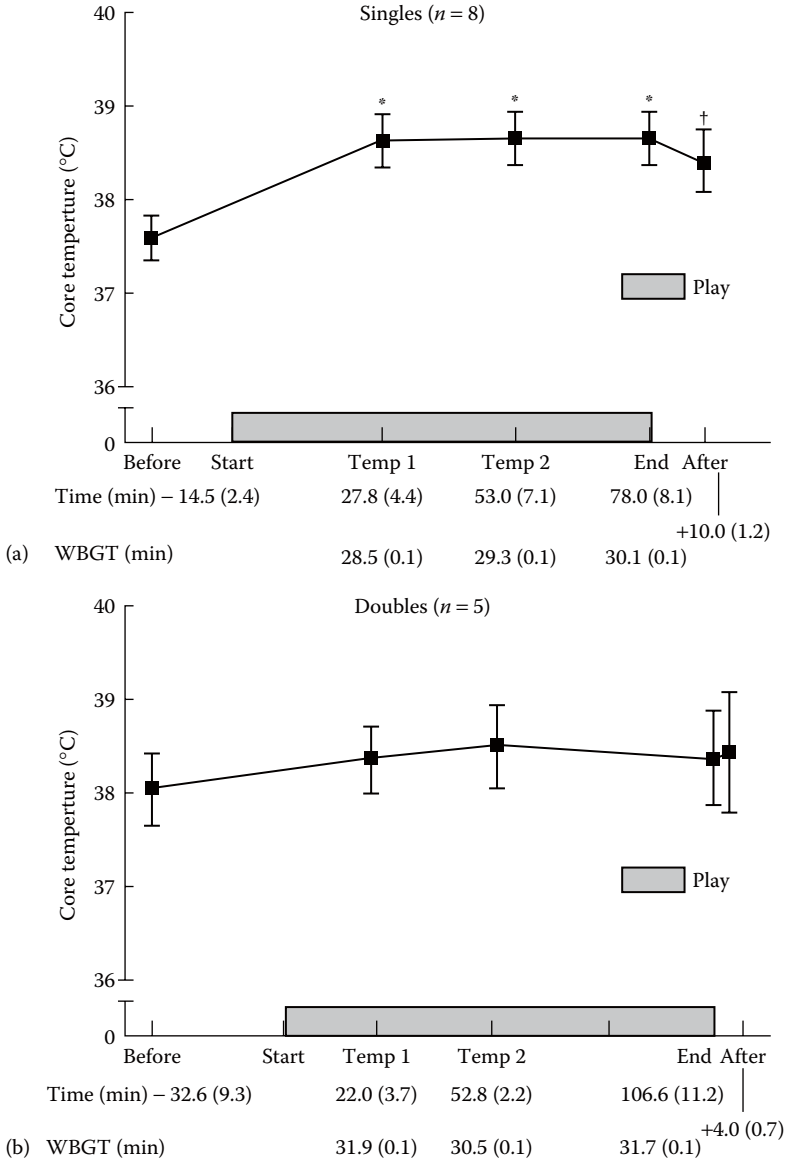 Singles (n = 8)
40
39
38
37
36
0
Core temperture (°C)
* * * †
Play
Before Start Temp 1 Temp 2 End After
Time (min) – 14.5 (2.4) 27.8 (4.4) 53.0 (7.1) 78.0 (8.1)
+10.0 (1.2)
(a) WBGT (min) 28.5 (0.1) 29.3 (0.1) 30.1 (0.1)
Doubles (n = 5)
40
39
38
37
36
0
Core temperture (°C)
Play
Before Start Temp 1 Temp 2 End After
Time (min) – 32.6 (9.3) 22.0 (3.7) 52.8 (2.2) 106.6 (11.2)
+4.0 (0.7)
(b) WBGT (min) 31.9 (0.1) 30.5 (0.1) 31.7 (0.1)